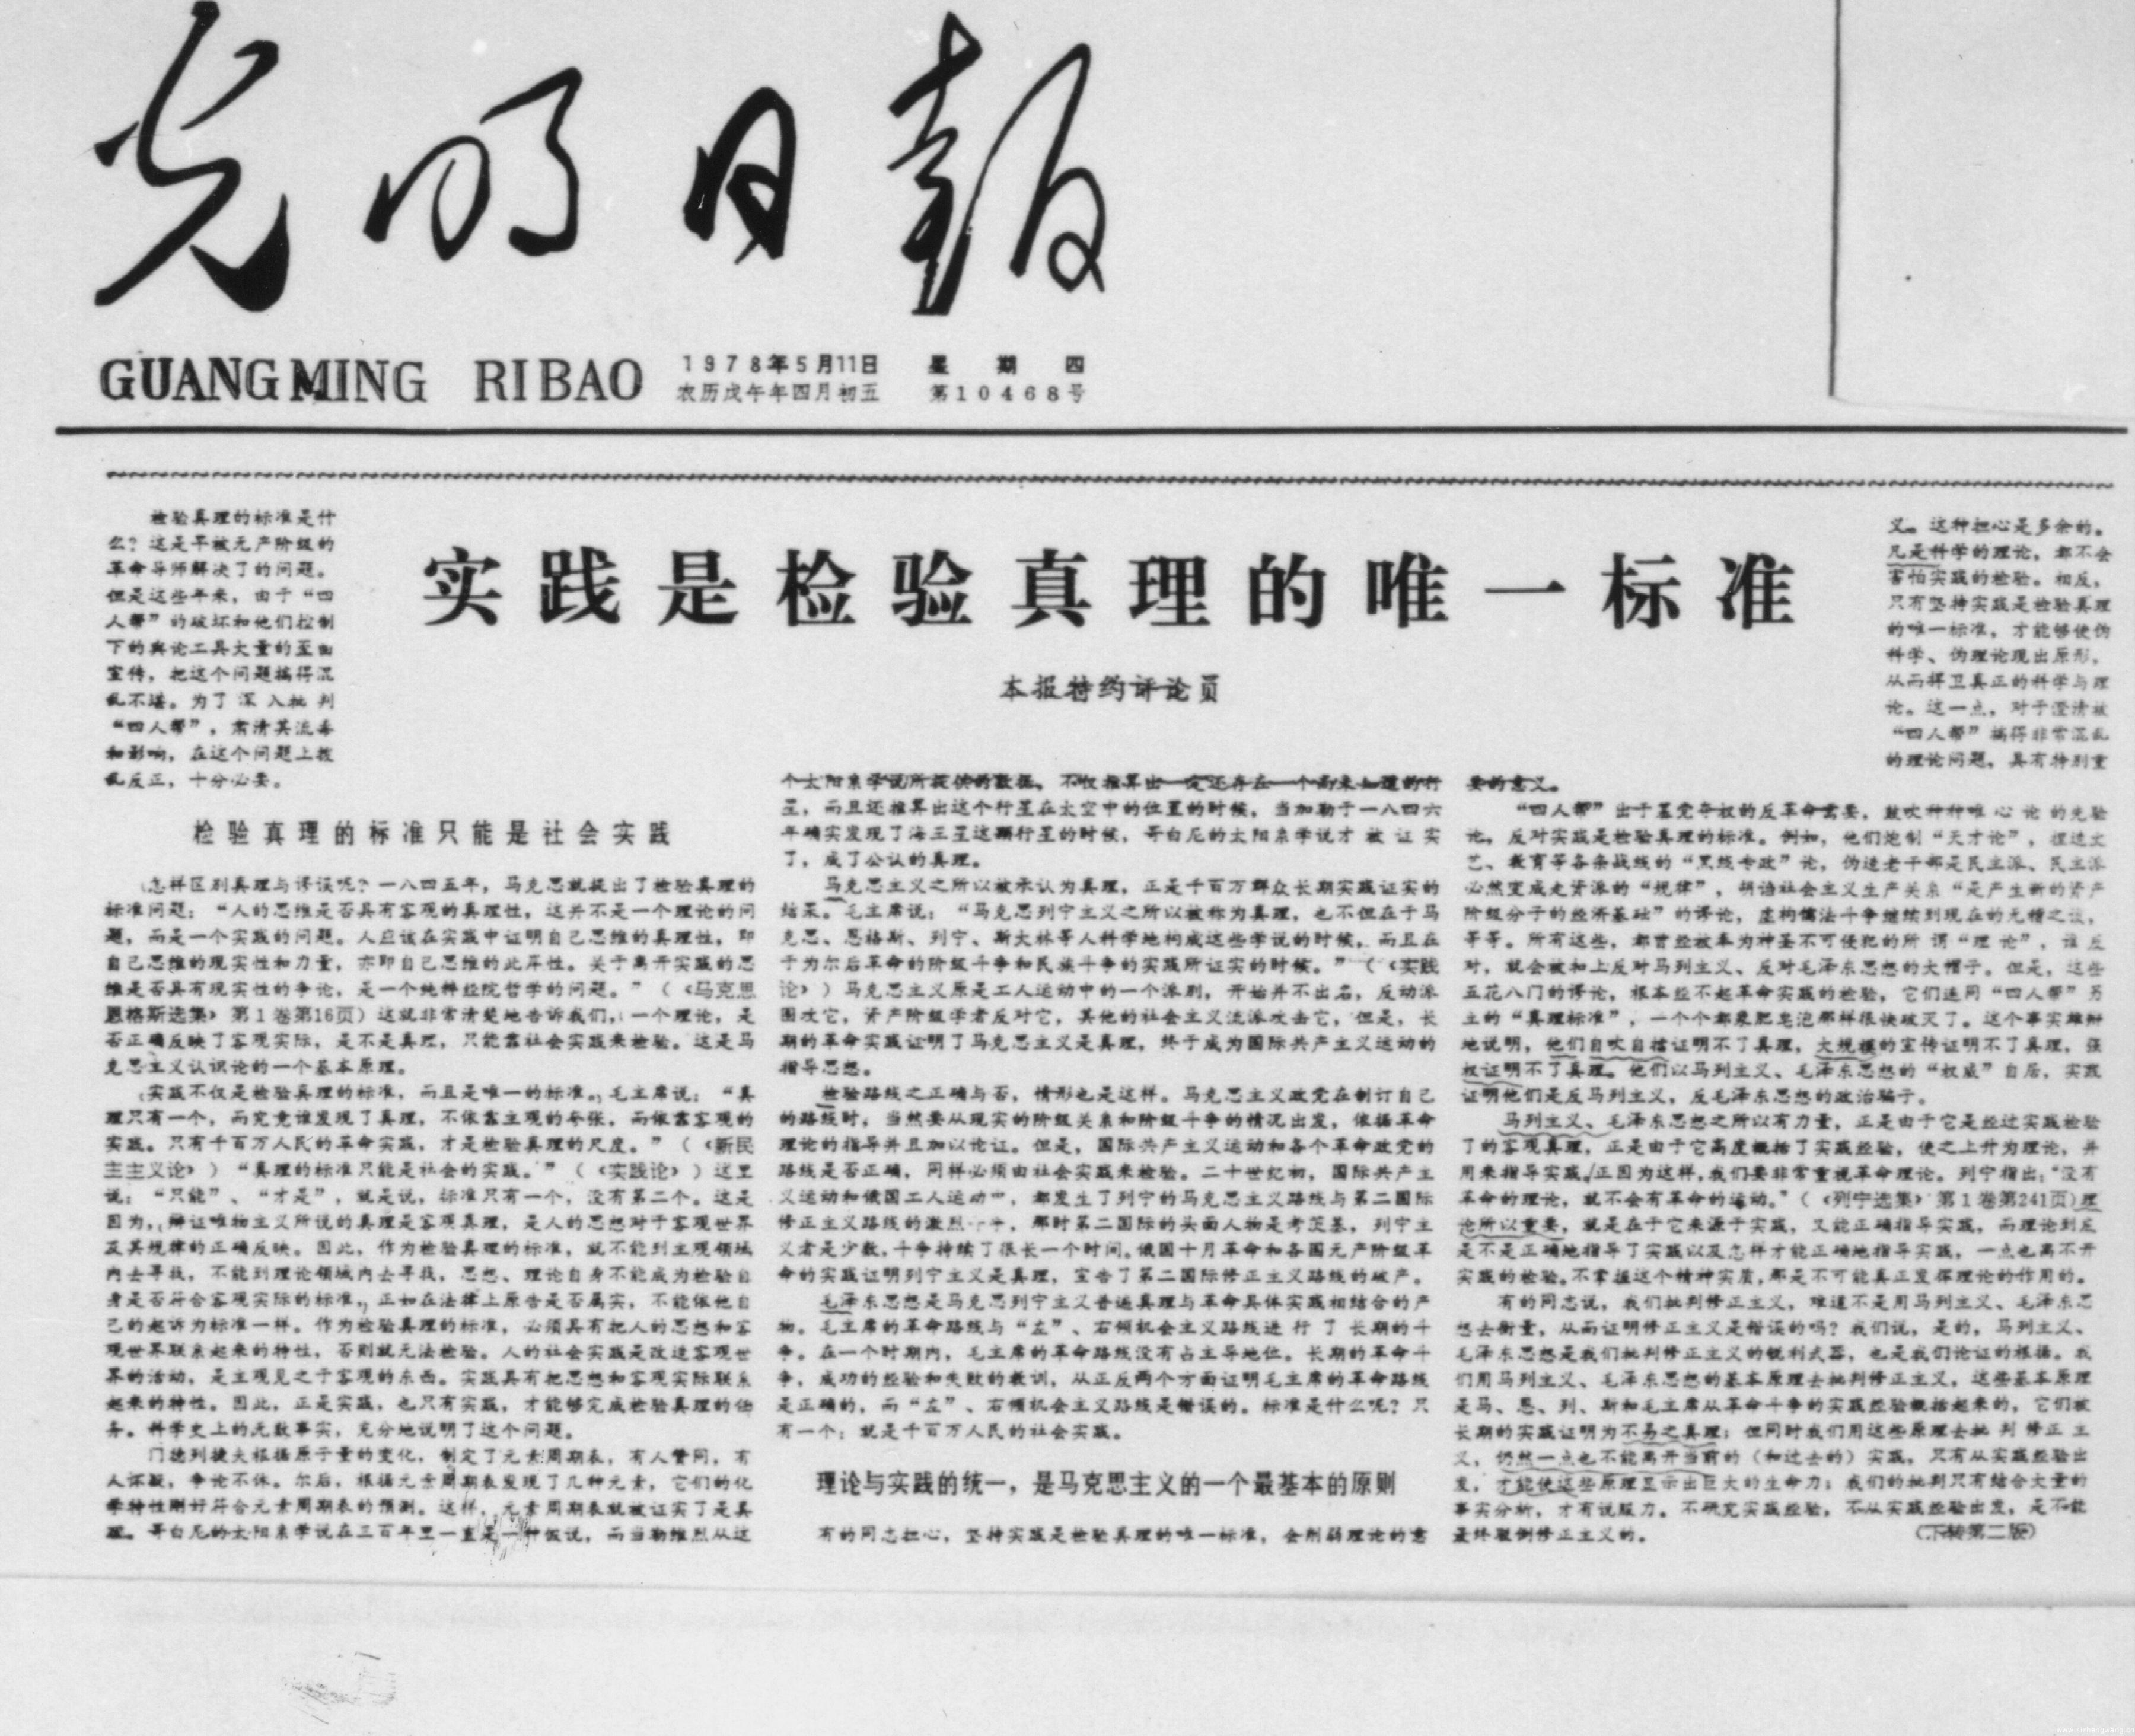 光明日報
GUANGMING RIBAO
1978年5月11日 星期四
农历戊午年四月初五 第10468号
实践是检验真理的唯一标准
本报特约评论员
检验真理的标准是什
么？这是早被无产阶级的
革命导师解决了的问题。
但是这些年来，由于“四
人帮”的破坏和他们控制
下的舆论工具大量的歪曲
宣传，把这个问题搞得混
乱不堪。为了深入批判
“四人帮”，肃清其流毒
和影响，在这个问题上拨
乱反正，十分必要。
检验真理的标准只能是社会实践
怎样区别真理与谬误呢？一八四五年，马克思就提出了检验真理的
标准问题：“人的思维是否具有客观的真理性，这并不是一个理论的问
题，而是一个实践的问题。人应该在实践中证明自己思维的真理性，即
自己思维的现实性和力量，亦即自己思维的此岸性。关于离开实践的思
维是否具有现实性的争论，是一个纯粹经院哲学的问题。”（《马克思
恩格斯选集》第1卷第16页）这就非常清楚地告诉我们，一个理论，是
否正确反映了客观实际，是不是真理，只能靠社会实践来检验。这是马
克思主义认识论的一个基本原理。
实践不仅是检验真理的标准，而且是唯一的标准。毛主席说：“真
理只有一个，而究竟谁发现了真理，不依靠主观的夸张，而依靠客观的
实践。只有千百万人民的革命实践，才是检验真理的尺度。”（《新民
主主义论》）“真理的标准只能是社会的实践。”（《实践论》）这里
说：“只能”、“才是”，就是说，标准只有一个，没有第二个。这是
因为，辩证唯物主义所说的真理是客观真理，是人的思想对于客观世界
及其规律的正确反映。因此，作为检验真理的标准，就不能到主观领域
内去寻找，不能到理论领域内去寻找，思想、理论自身不能成为检验自
身是否符合客观实际的标准，正如在法律上原告是否属实，不能依他自
己的起诉为标准一样。作为检验真理的标准，必须具有把人的思想和客
观世界联系起来的特性，否则就无法检验。人的社会实践是改造客观世
界的活动，是主观见之于客观的东西。实践具有把思想和客观实际联系
起来的特性。因此，正是实践，也只有实践，才能够完成检验真理的任
务。科学史上的无数事实，充分地说明了这个问题。
门捷列捷夫根据原子量的变化，制定了元素周期表，有人赞同，有
人怀疑，争论不休。尔后，根据元素周期表发现了几种元素，它们的化
学特性刚好符合元素周期表的预测。这样，元素周期表就被证实了是真
理。哥白尼的太阳系学说在三百年里一直是一种假说，而当勒维烈从这
个太阳系学说所提供的数据，不仅推算出一定还存在一个尚未知道的行
星，而且还推算出这个行星在太空中的位置的时候，当加勒于一八四六
年确实发现了海王星这颗行星的时候，哥白尼的太阳系学说才被证实
了，成了公认的真理。
马克思主义之所以被承认为真理，正是千百万群众长期实践证实的
结果。毛主席说：“马克思列宁主义之所以被称为真理，也不但在于马
克思、恩格斯、列宁、斯大林等人科学地构成这些学说的时候，而且在
于为尔后革命的阶级斗争和民族斗争的实践所证实的时候。”（《实践
论》）马克思主义原是工人运动中的一个派别，开始并不出名，反动派
围攻它，资产阶级学者反对它，其他的社会主义流派攻击它，但是，长
期的革命实践证明了马克思主义是真理，终于成为国际共产主义运动的
指导思想。
检验路线之正确与否，情形也是这样。马克思主义政党在制订自己
的路线时，当然要从现实的阶级关系和阶级斗争的情况出发，依据革命
理论的指导并且加以论证。但是，国际共产主义运动和各个革命政党的
路线是否正确，同样必须由社会实践来检验。二十世纪初，国际共产主
义运动和俄国工人运动中，都发生了列宁的马克思主义路线与第二国际
修正主义路线的激烈斗争，那时第二国际的头面人物是考茨基，列宁主
义者是少数，斗争持续了很长一个时间。俄国十月革命和各国无产阶级革
命的实践证明列宁主义是真理，宣告了第二国际修正主义路线的破产。
毛泽东思想是马克思列宁主义普遍真理与革命具体实践相结合的产
物。毛主席的革命路线与“左”、右倾机会主义路线进行了长期的斗
争。在一个时期内，毛主席的革命路线没有占主导地位。长期的革命斗
争，成功的经验和失败的教训，从正反两个方面证明毛主席的革命路线
是正确的，而“左”、右倾机会主义路线是错误的。标准是什么呢？只
有一个：就是千百万人民的社会实践。
理论与实践的统一，是马克思主义的一个最基本的原则
有的同志担心，坚持实践是检验真理的唯一标准，会削弱理论的意
义。这种担心是多余的。
凡是科学的理论，都不会
害怕实践的检验。相反，
只有坚持实践是检验真理
的唯一标准，才能够使伪
科学、伪理论现出原形，
从而捍卫真正的科学与理
论。这一点，对于澄清被
“四人帮”搞得非常混乱
的理论问题，具有特别重
要的意义。
“四人帮”出于篡党夺权的反革命需要，鼓吹种种唯心论的先验
论，反对实践是检验真理的标准。例如，他们炮制“天才论”，捏造文
艺、教育等各条战线的“黑线专政”论，伪造老干部是民主派、民主派
必然变成走资派的“规律”，胡诌社会主义生产关系“是产生新的资产
阶级分子的经济基础”的谬论，虚构儒法斗争继续到现在的无稽之谈，
等等。所有这些，都曾经被奉为神圣不可侵犯的所谓“理论”，谁反
对，就会被扣上反对马列主义、反对毛泽东思想的大帽子。但是，这些
五花八门的谬论，根本经不起革命实践的检验，它们连同“四人帮”另
立的“真理标准”，一个个都象肥皂泡那样很快破灭了。这个事实雄辩
地说明，他们自吹自擂证明不了真理，大规模的宣传证明不了真理，强
权证明不了真理。他们以马列主义、毛泽东思想的“权威”自居，实践
证明他们是反马列主义，反毛泽东思想的政治骗子。
马列主义、毛泽东思想之所以有力量，正是由于它是经过实践检验
了的客观真理，正是由于它高度概括了实践经验，使之上升为理论，并
用来指导实践。正因为这样，我们要非常重视革命理论。列宁指出：“没有
革命的理论，就不会有革命的运动。”（《列宁选集》第1卷第241页）理
论所以重要，就是在于它来源于实践，又能正确指导实践，而理论到底
是不是正确地指导了实践以及怎样才能正确地指导实践，一点也离不开
实践的检验。不掌握这个精神实质，那是不可能真正发挥理论的作用的。
有的同志说，我们批判修正主义，难道不是用马列主义、毛泽东思
想去衡量，从而证明修正主义是错误的吗？我们说，是的，马列主义、
毛泽东思想是我们批判修正主义的锐利武器，也是我们论证的根据。我
们用马列主义、毛泽东思想的基本原理去批判修正主义，这些基本原理
是马、恩、列、斯和毛主席从革命斗争的实践经验概括起来的，它们被
长期的实践证明为不易之真理；但同时我们用这些原理去批判修正主
义，仍然一点也不能离开当前的（和过去的）实践，只有从实践经验出
发，才能使这些原理显示出巨大的生命力；我们的批判只有结合大量的
事实分析，才有说服力。不研究实践经验，不从实践经验出发，是不能
最终驳倒修正主义的。
（下转第二版）